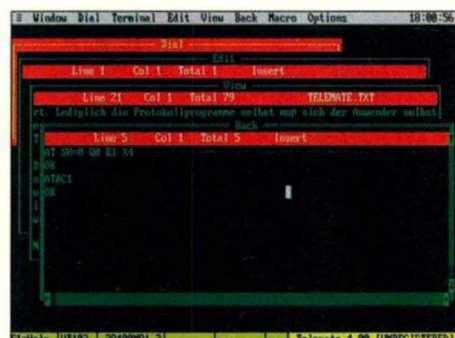 ≡ Window Dial Terminal Edit View Back Macro Options 18:00:56
Dial
Edit
Line 1 Col 1 Total 1 Insert
View
Line 21 Col 1 Total 79 TELEMATE.TXT
rt. Lediglich die Protokollprogramme selbst muß sich der Anwender selbst
Back
Line 5 Col 1 Total 5 Insert
AT S0=0 Q0 E1 X4
OK
AT&C1
OK
Telemate 4.00 [UNREGISTERED]